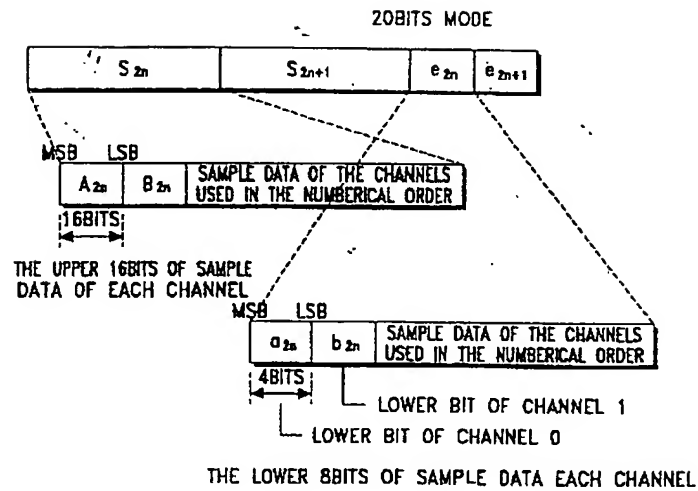 20BITS MODE
S2n S2n+1 e2n e2n+1
MSB LSB
A2n B2n SAMPLE DATA OF THE CHANNELS
USED IN THE NUMBERICAL ORDER
16BITS
THE UPPER 16BITS OF SAMPLE
DATA OF EACH CHANNEL
MSB LSB
a2n b2n SAMPLE DATA OF THE CHANNELS
USED IN THE NUMBERICAL ORDER
4BITS
LOWER BIT OF CHANNEL 1
LOWER BIT OF CHANNEL 0
THE LOWER 8BITS OF SAMPLE DATA EACH CHANNEL